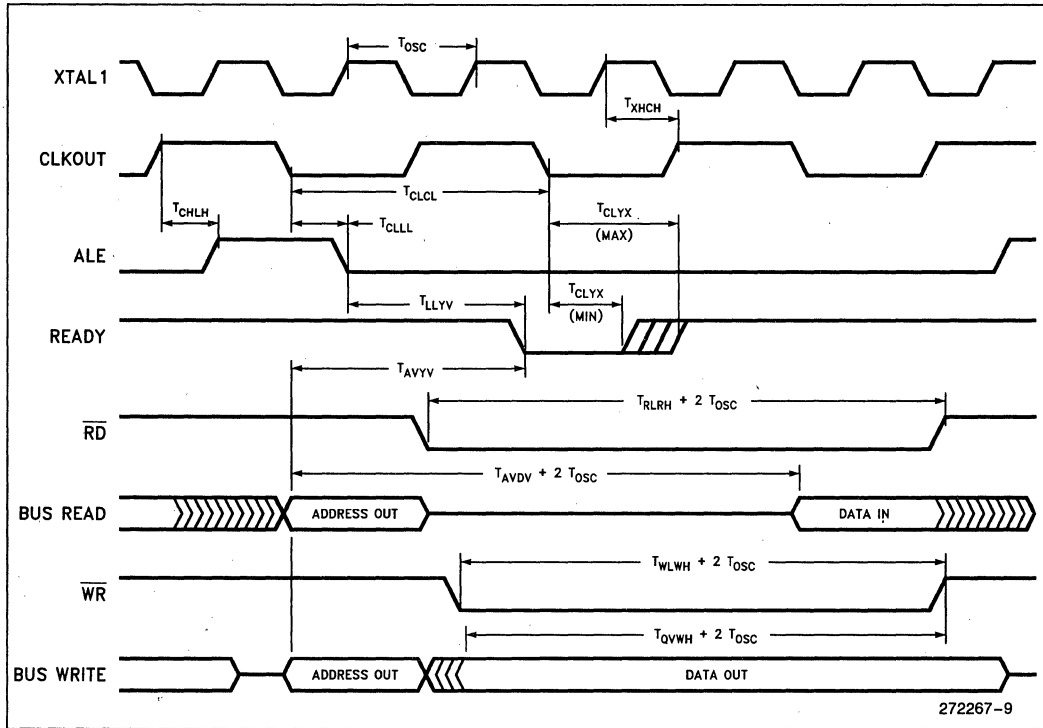 XTAL1
T_OSC
T_XHCH
CLKOUT
T_CLCL
T_CHLH
T_CLLL
T_CLYX
(MAX)
ALE
T_LLYV
T_CLYX
(MIN)
READY
T_AVYV
RD
T_RLRH + 2 T_OSC
T_AVDV + 2 T_OSC
BUS READ
ADDRESS OUT
DATA IN
WR
T_WLWH + 2 T_OSC
T_QVWH + 2 T_OSC
BUS WRITE
ADDRESS OUT
DATA OUT
272267-9